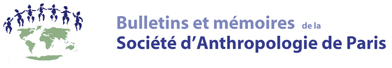 Bulletins et mémoires de la
Société d'Anthropologie de Paris